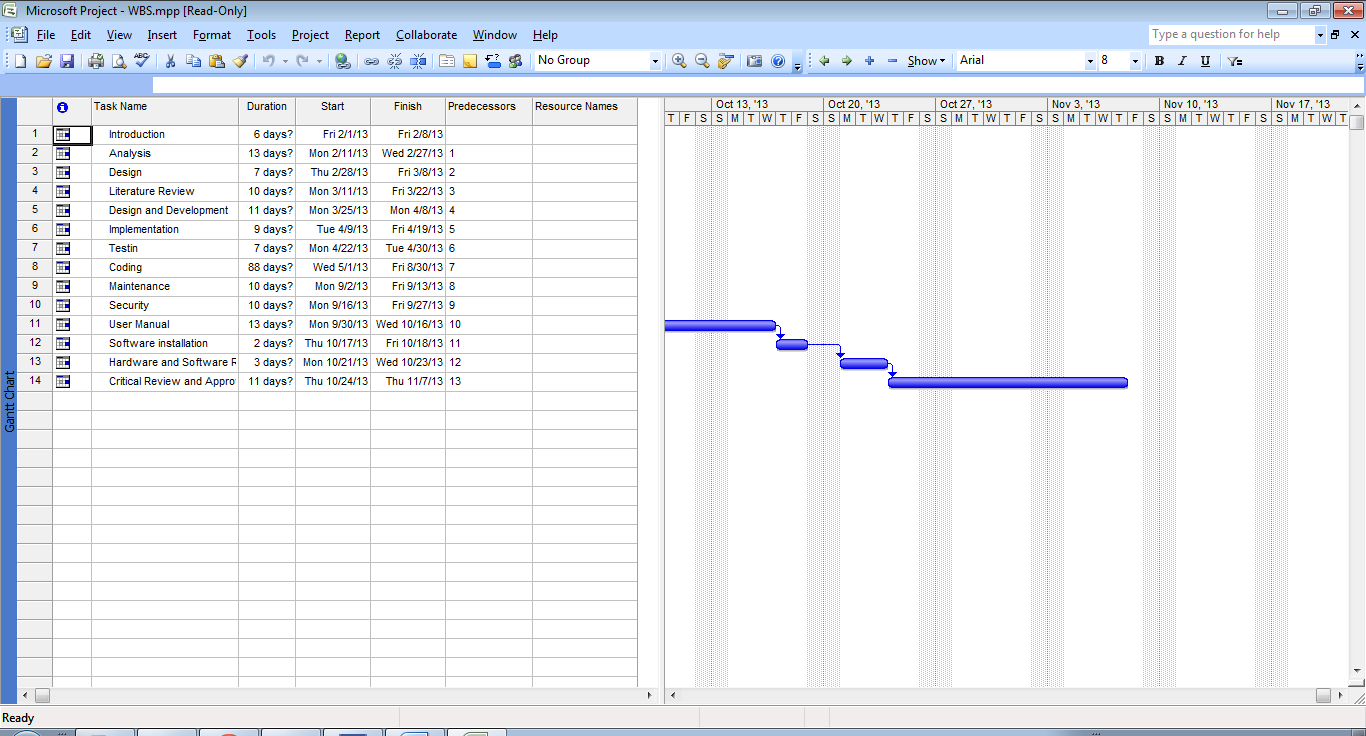 Microsoft Project - WBS.mpp [Read-Only]
File Edit View Insert Format Tools Project Report Collaborate Window Help Type a question for help
No Group Show Arial 8 B I U
Task Name Duration Start Finish Predecessors Resource Names Oct 13, '13 Oct 20, '13 Oct 27, '13 Nov 3, '13 Nov 10, '13 Nov 17, '13
T F S S M T W T F S S M T W T F S S M T W T F S S M T W T F S S M T W T F S S M T W T
1 Introduction 6 days? Fri 2/1/13 Fri 2/8/13
2 Analysis 13 days? Mon 2/11/13 Wed 2/27/13 1
3 Design 7 days? Thu 2/28/13 Fri 3/8/13 2
4 Literature Review 10 days? Mon 3/11/13 Fri 3/22/13 3
5 Design and Development 11 days? Mon 3/25/13 Mon 4/8/13 4
6 Implementation 9 days? Tue 4/9/13 Fri 4/19/13 5
7 Testin 7 days? Mon 4/22/13 Tue 4/30/13 6
8 Coding 88 days? Wed 5/1/13 Fri 8/30/13 7
9 Maintenance 10 days? Mon 9/2/13 Fri 9/13/13 8
10 Security 10 days? Mon 9/16/13 Fri 9/27/13 9
11 User Manual 13 days? Mon 9/30/13 Wed 10/16/13 10
12 Software installation 2 days? Thu 10/17/13 Fri 10/18/13 11
13 Hardware and Software R 3 days? Mon 10/21/13 Wed 10/23/13 12
14 Critical Review and Appro 11 days? Thu 10/24/13 Thu 11/7/13 13
Gantt Chart
Ready